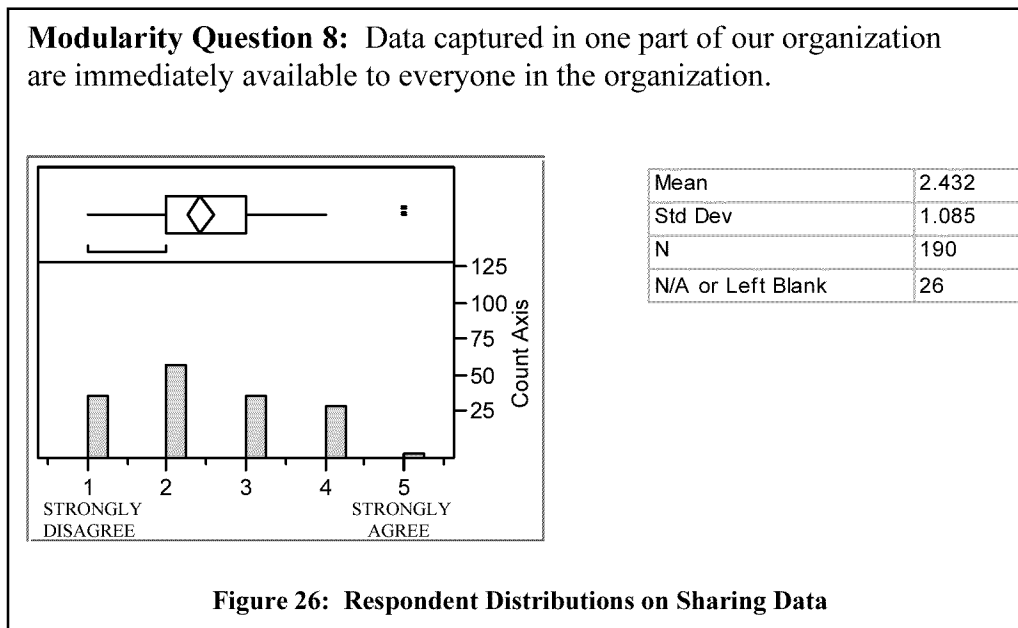 Modularity Question 8: Data captured in one part of our organization
are immediately available to everyone in the organization.
125
100
75
50
25
Count Axis
1 2 3 4 5
STRONGLY DISAGREE STRONGLY AGREE
Mean 2.432
Std Dev 1.085
N 190
N/A or Left Blank 26
Figure 26: Respondent Distributions on Sharing Data